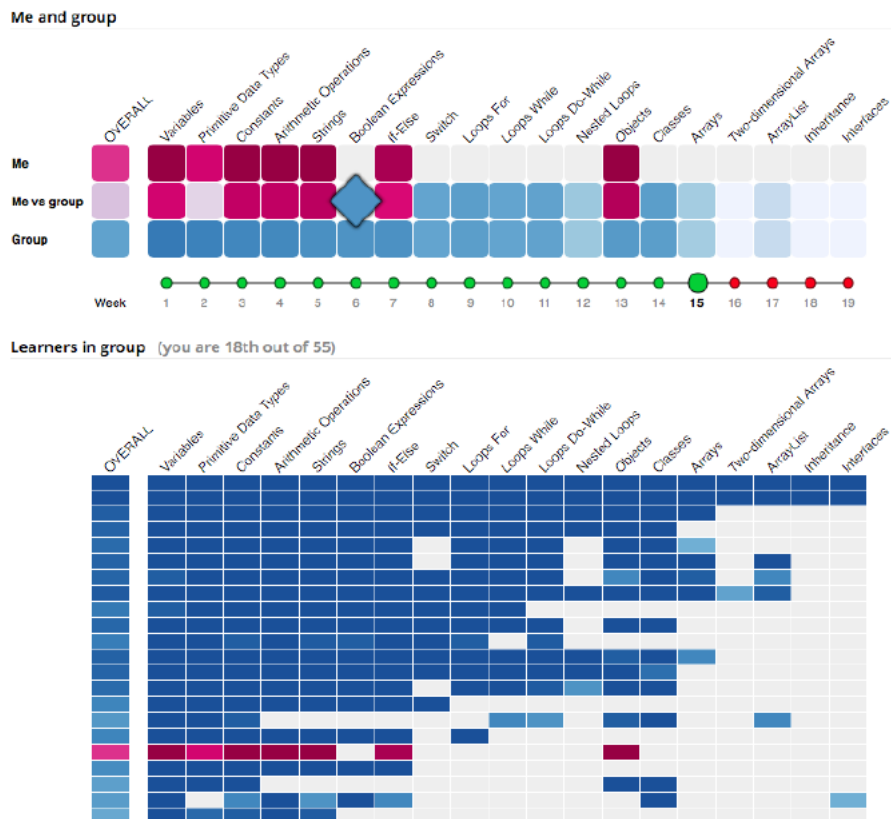 Me and group
OVERALL Variables Primitive Data Types Constants Arithmetic Operations Strings Boolean Expressions If-Else Switch Loops For Loops While Loops Do-While Nested Loops Objects Classes Arrays Two-dimensional Arrays ArrayList Inheritance Interfaces
Me
Me vs group
Group
Week 1 2 3 4 5 6 7 8 9 10 11 12 13 14 15 16 17 18 19
Learners in group (you are 18th out of 55)
OVERALL Variables Primitive Data Types Constants Arithmetic Operations Strings Boolean Expressions If-Else Switch Loops For Loops While Loops Do-While Nested Loops Objects Classes Arrays Two-dimensional Arrays ArrayList Inheritance Interfaces